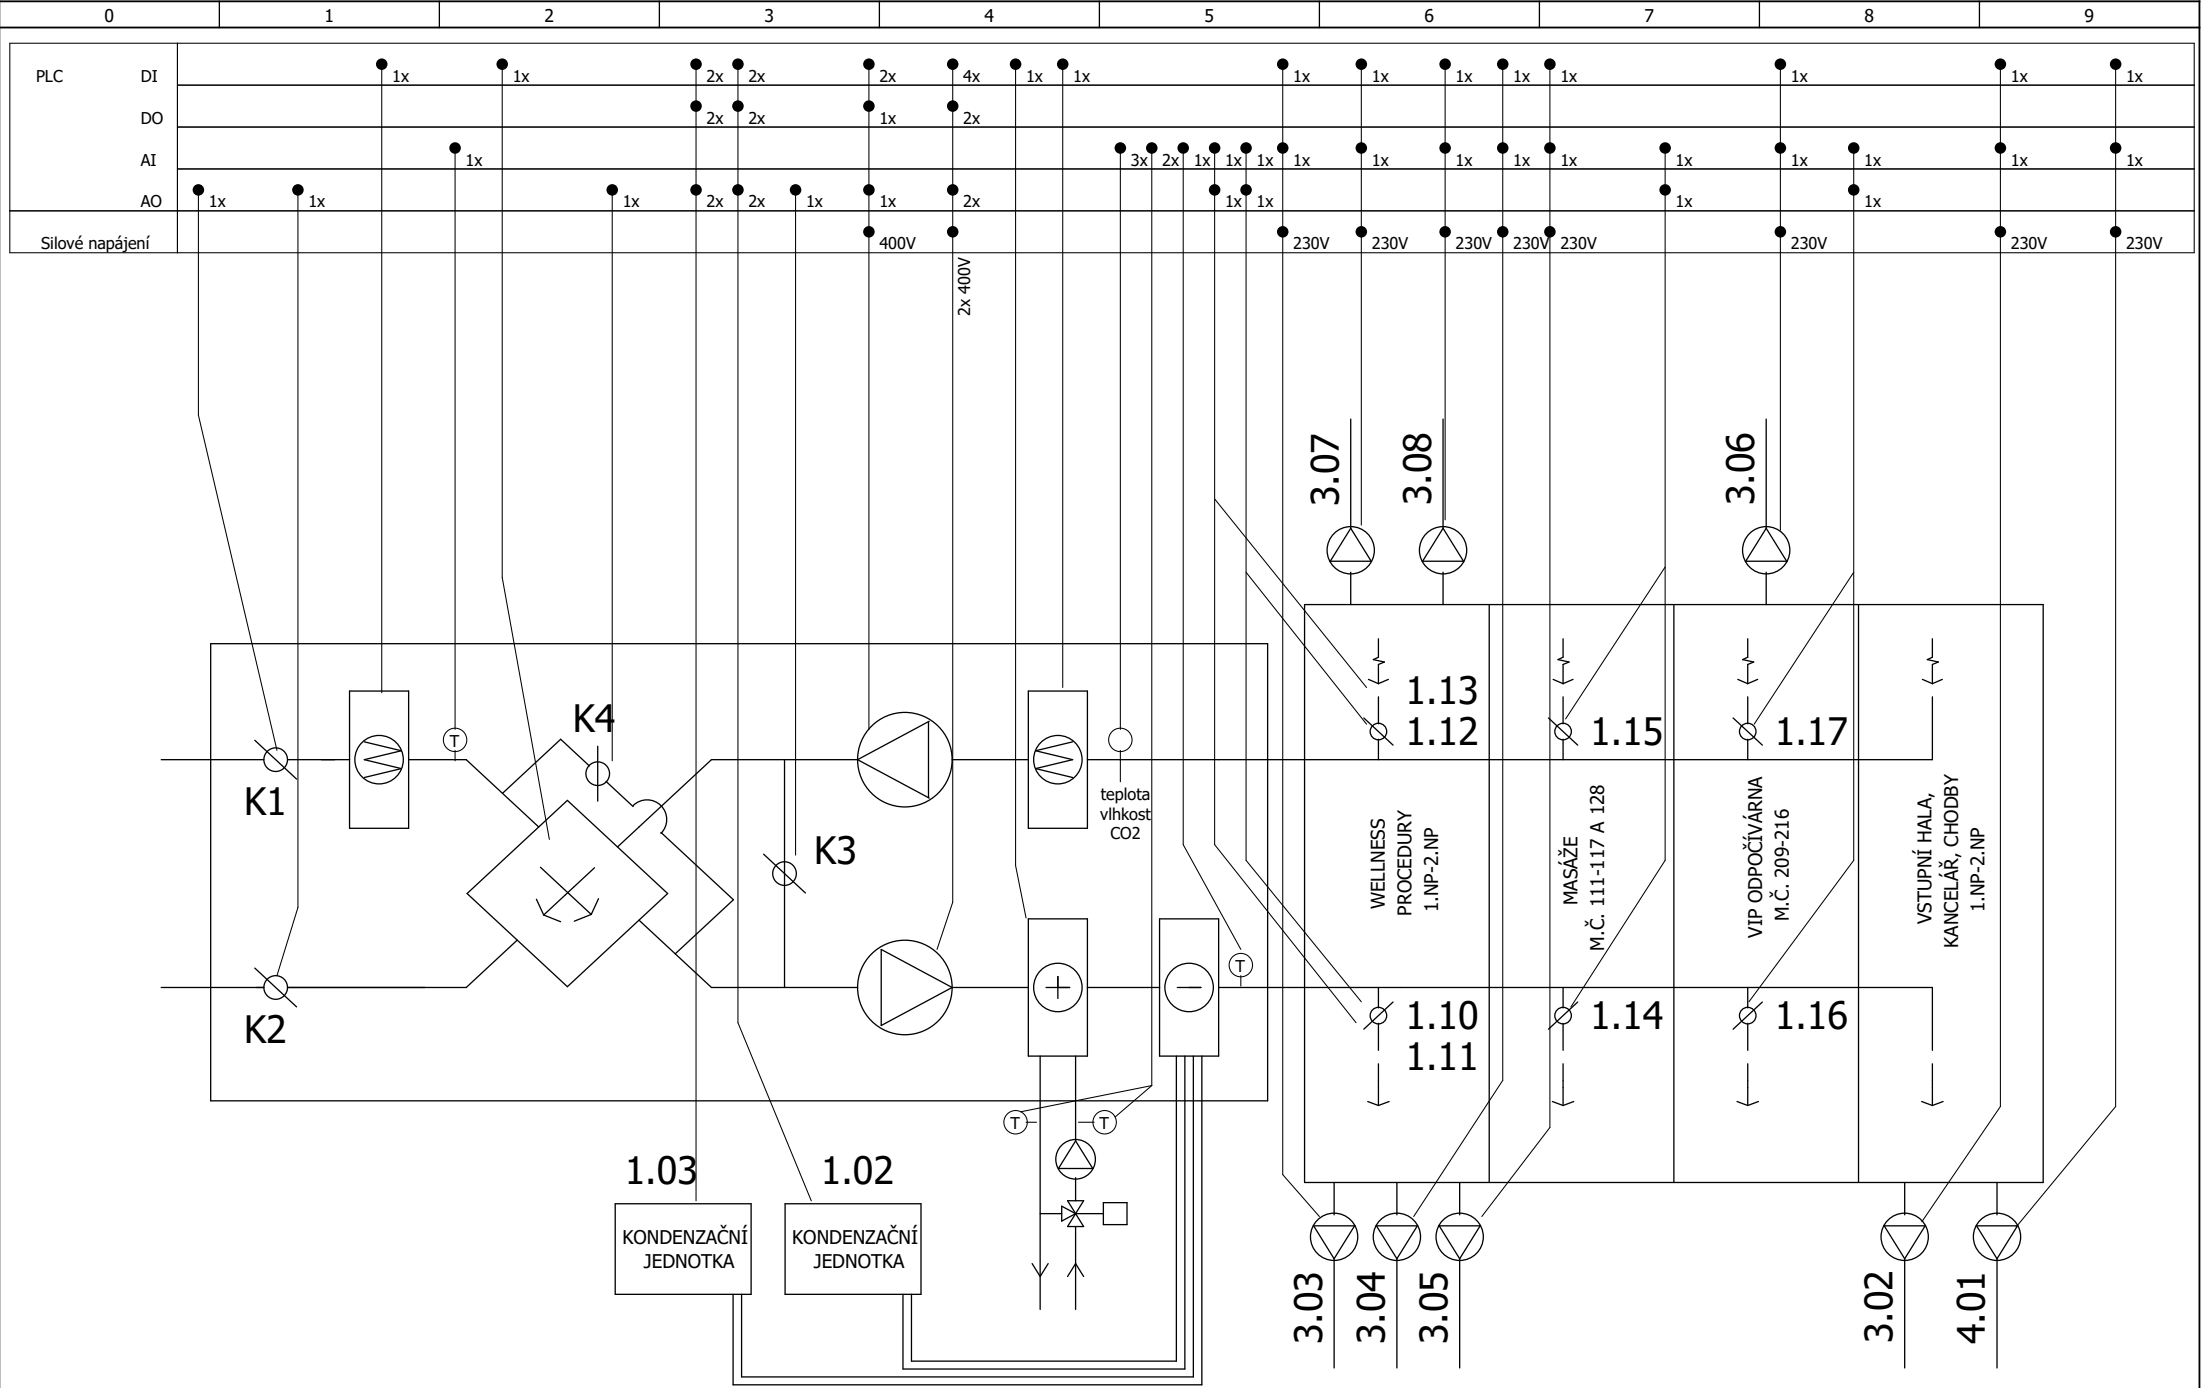 0 1 2 3 4 5 6 7 8 9
PLC DI 1x 1x 2x 2x 2x 4x 1x 1x 1x 1x 1x 1x 1x 1x 1x 1x
DO 2x 2x 1x 2x
AI 1x 3x 2x 1x 1x 1x 1x 1x 1x 1x 1x 1x 1x 1x 1x 1x
AO 1x 1x 1x 2x 2x 1x 1x 2x 1x 1x 1x 1x
Silové napájení 400V 230V 230V 230V 230V 230V 230V 230V 230V
2x 400V
3.07
3.08
3.06
K1
K2
K3
K4
T
teplota
vlhkost
CO2
1.13
1.12
1.15
1.17
WELLNESS
PROCEDURY
1.NP-2.NP
MASÁŽE
M.Č. 111-117 A 128
VIP ODPOČÍVÁRNA
M.Č. 209-216
VSTUPNÍ HALA,
KANCELÁŘ, CHODBY
1.NP-2.NP
T
1.10
1.11
1.14
1.16
T
T
1.03
KONDENZAČNÍ
JEDNOTKA
1.02
KONDENZAČNÍ
JEDNOTKA
3.03
3.04
3.05
3.02
4.01